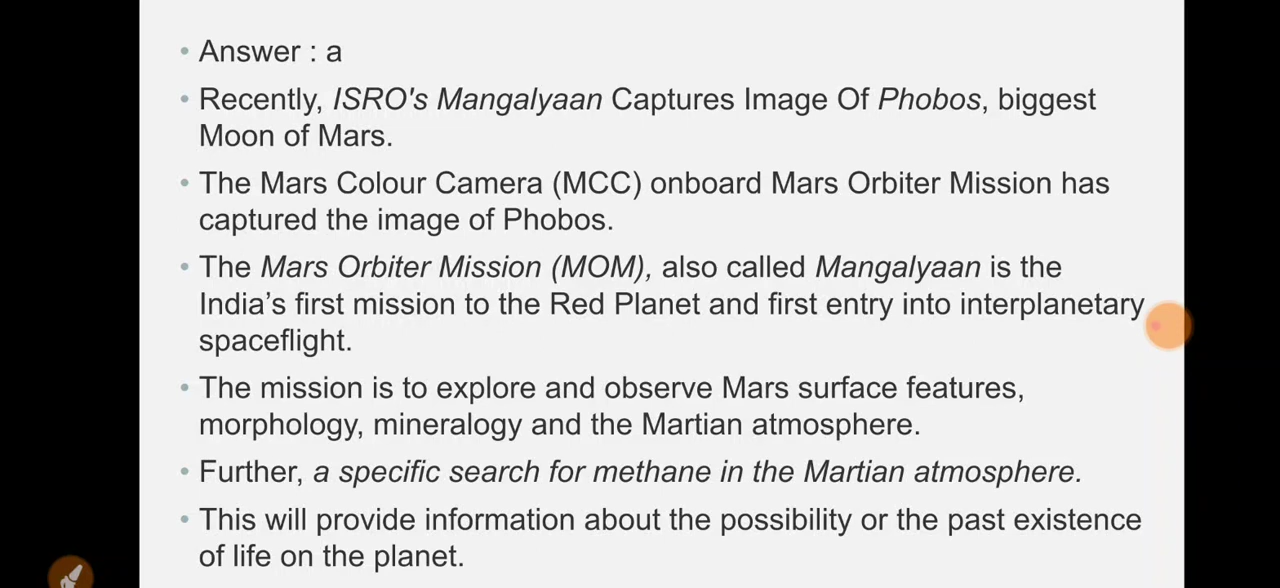 • Answer : a
• Recently, ISRO's Mangalyaan Captures Image Of Phobos, biggest
Moon of Mars.
• The Mars Colour Camera (MCC) onboard Mars Orbiter Mission has
captured the image of Phobos.
• The Mars Orbiter Mission (MOM), also called Mangalyaan is the
India’s first mission to the Red Planet and first entry into interplanetary
spaceflight.
• The mission is to explore and observe Mars surface features,
morphology, mineralogy and the Martian atmosphere.
• Further, a specific search for methane in the Martian atmosphere.
• This will provide information about the possibility or the past existence
of life on the planet.